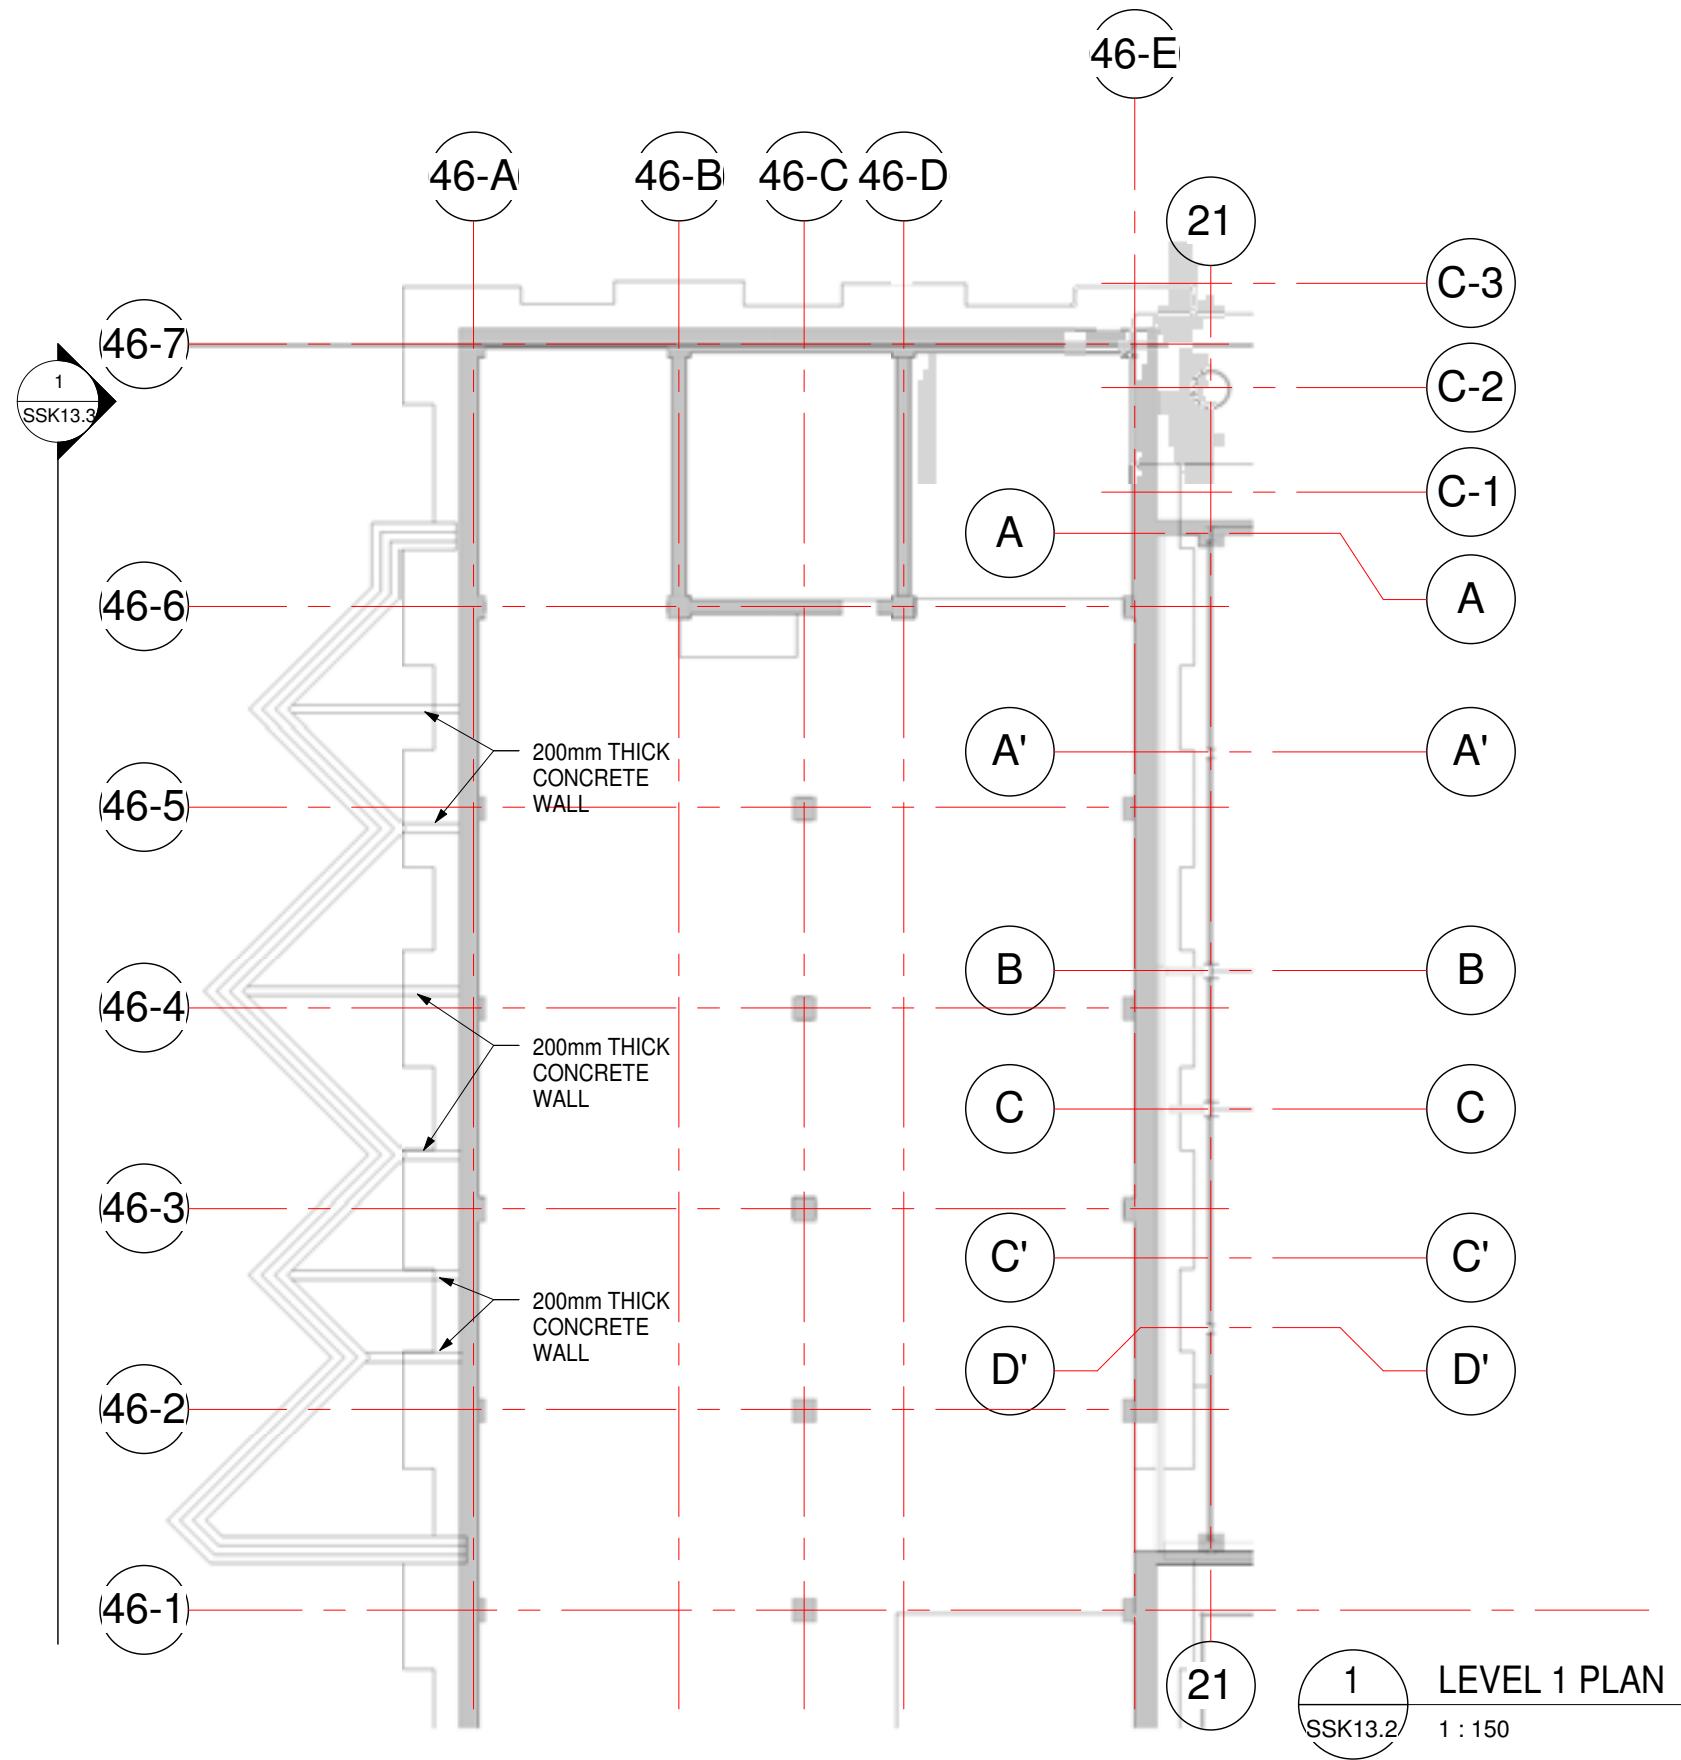 46-E
46-A
46-B
46-C
46-D
21
C-3
46-7
1
SSK13.3
C-2
C-1
A
A
46-6
200mm THICK
CONCRETE
WALL
A'
A'
46-5
B
B
46-4
200mm THICK
CONCRETE
WALL
C
C
46-3
C'
C'
200mm THICK
CONCRETE
WALL
D'
D'
46-2
46-1
21
1
SSK13.2
LEVEL 1 PLAN
1 : 150